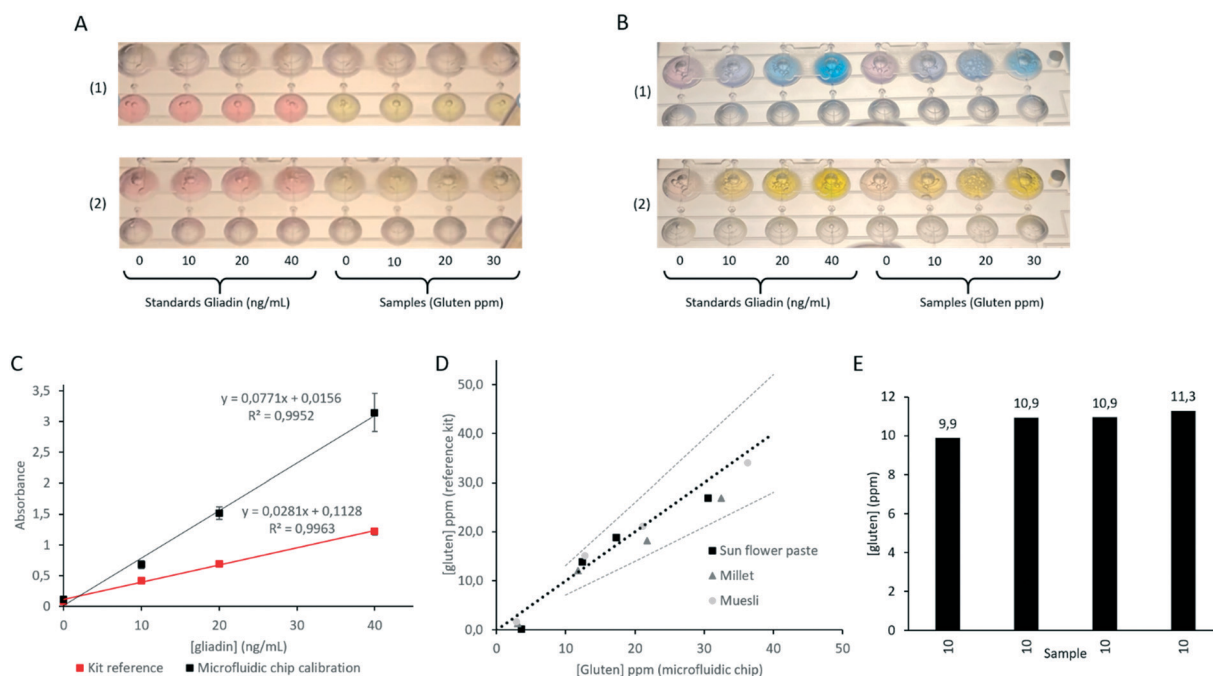 A
(1)
(2)
0 10 20 40 0 10 20 30
Standards Gliadin (ng/mL) Samples (Gluten ppm)
B
(1)
(2)
0 10 20 40 0 10 20 30
Standards Gliadin (ng/mL) Samples (Gluten ppm)
C
3,5
3
2,5
2
1,5
1
0,5
0
Absorbance
y = 0,0771x + 0,0156
R² = 0,9952
y = 0,0281x + 0,1128
R² = 0,9963
0 10 20 30 40
[gliadin] (ng/mL)
Kit reference Microfluidic chip calibration
D
50,0
40,0
30,0
20,0
10,0
0,0
[gluten] ppm (reference kit)
Sun flower paste
Millet
Muesli
0 10 20 30 40 50
[Gluten] ppm (microfluidic chip)
E
14
12
10
8
6
4
2
0
[gluten] (ppm)
9,9 10,9 10,9 11,3
10 10 10 10
Sample